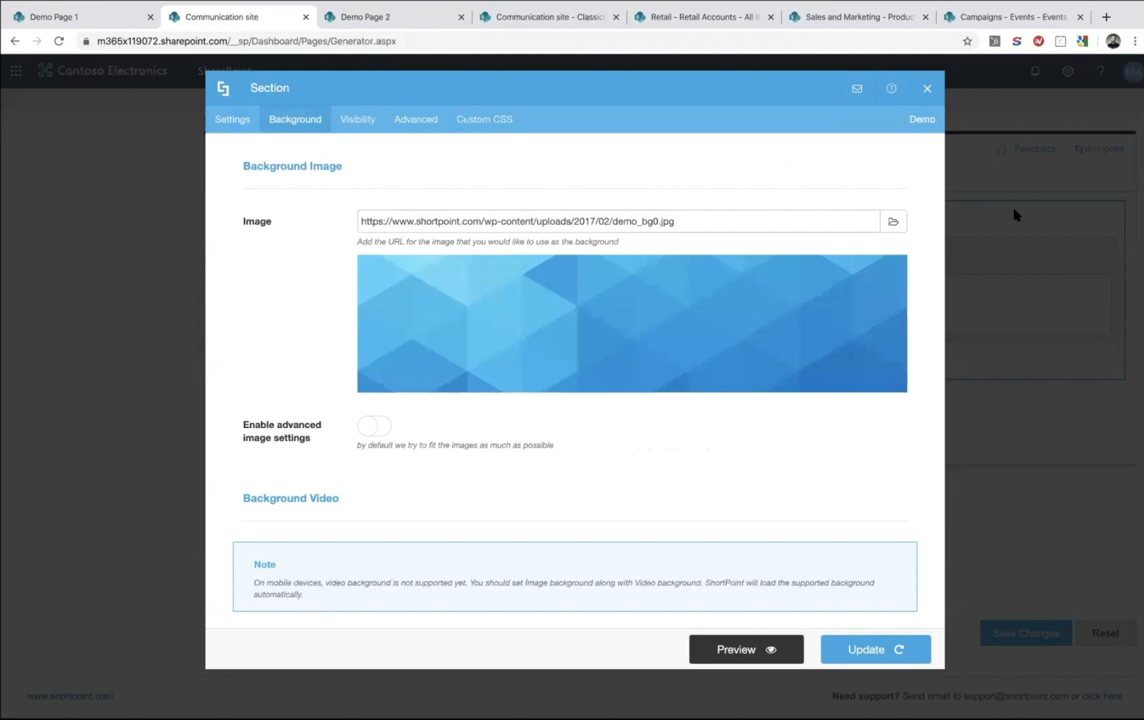 Demo Page 1
Communication site
Demo Page 2
Communication site - Classic
Retail - Retail Accounts - All It
Sales and Marketing - Produc
Campaigns - Events - Events
m365x119072.sharepoint.com/__sp/Dashboard/Pages/Generator.aspx
Contoso Electronics
SharePoint
Section
Settings
Background
Visibility
Advanced
Custom CSS
Demo
Feedback
shortpoint
Background Image
Image
https://www.shortpoint.com/wp-content/uploads/2017/02/demo_bg0.jpg
Add the URL for the image that you would like to use as the background
Enable advanced
image settings
by default we try to fit the images as much as possible
Background Video
Note
On mobile devices, video background is not supported yet. You should set Image background along with Video background. ShortPoint will load the supported background
automatically.
Save Changes
Reset
Preview
Update
www.shortpoint.com
Need support? Send email to support@shortpoint.com or click here